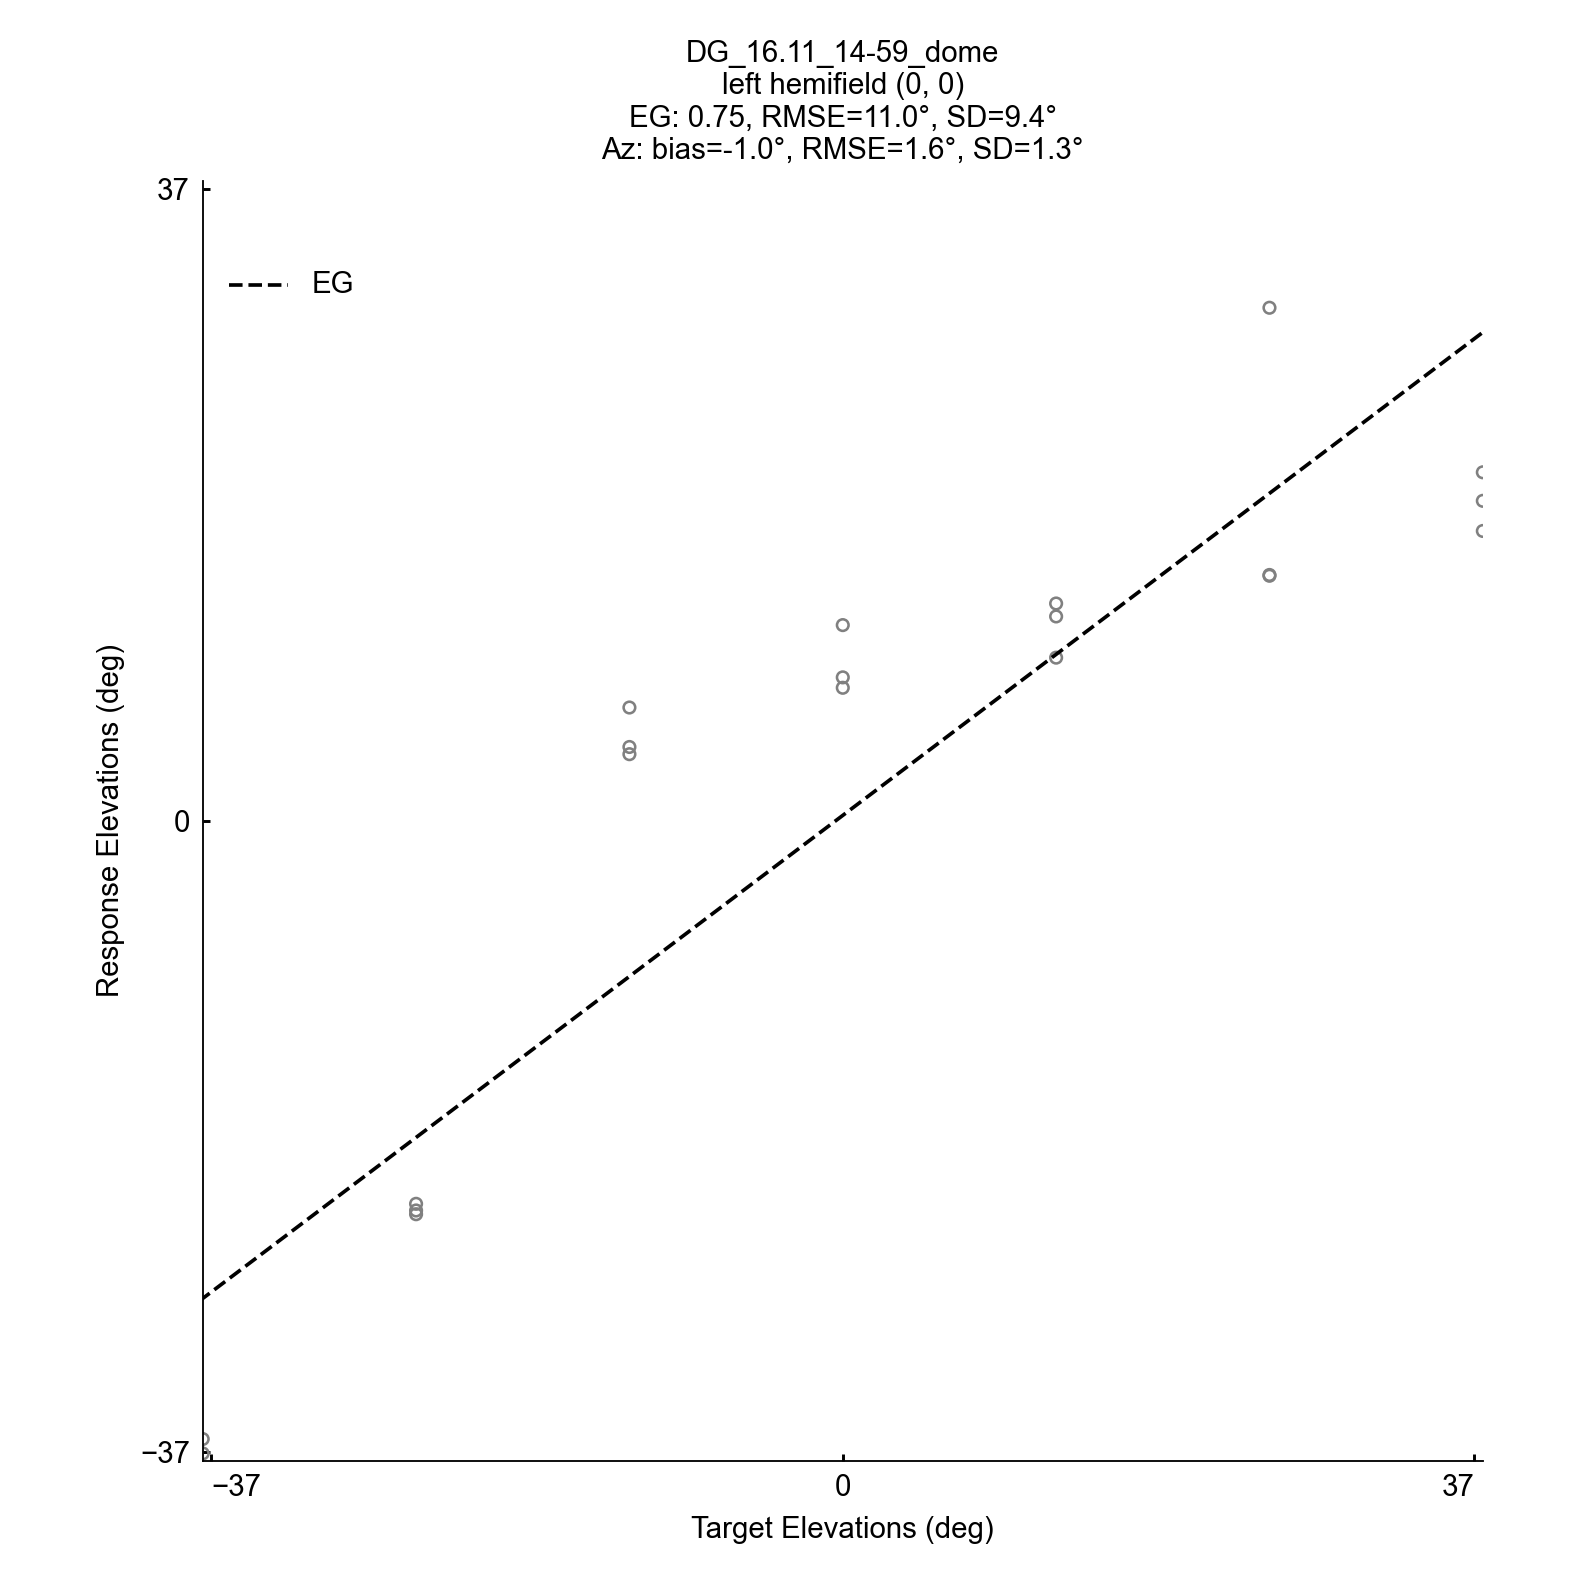 DG_16.11_14-59_dome
left hemifield (0, 0)
EG: 0.75, RMSE=11.0°, SD=9.4°
Az: bias=-1.0°, RMSE=1.6°, SD=1.3°
37
EG
Response Elevations (deg)
0
−37
−37
0
37
Target Elevations (deg)